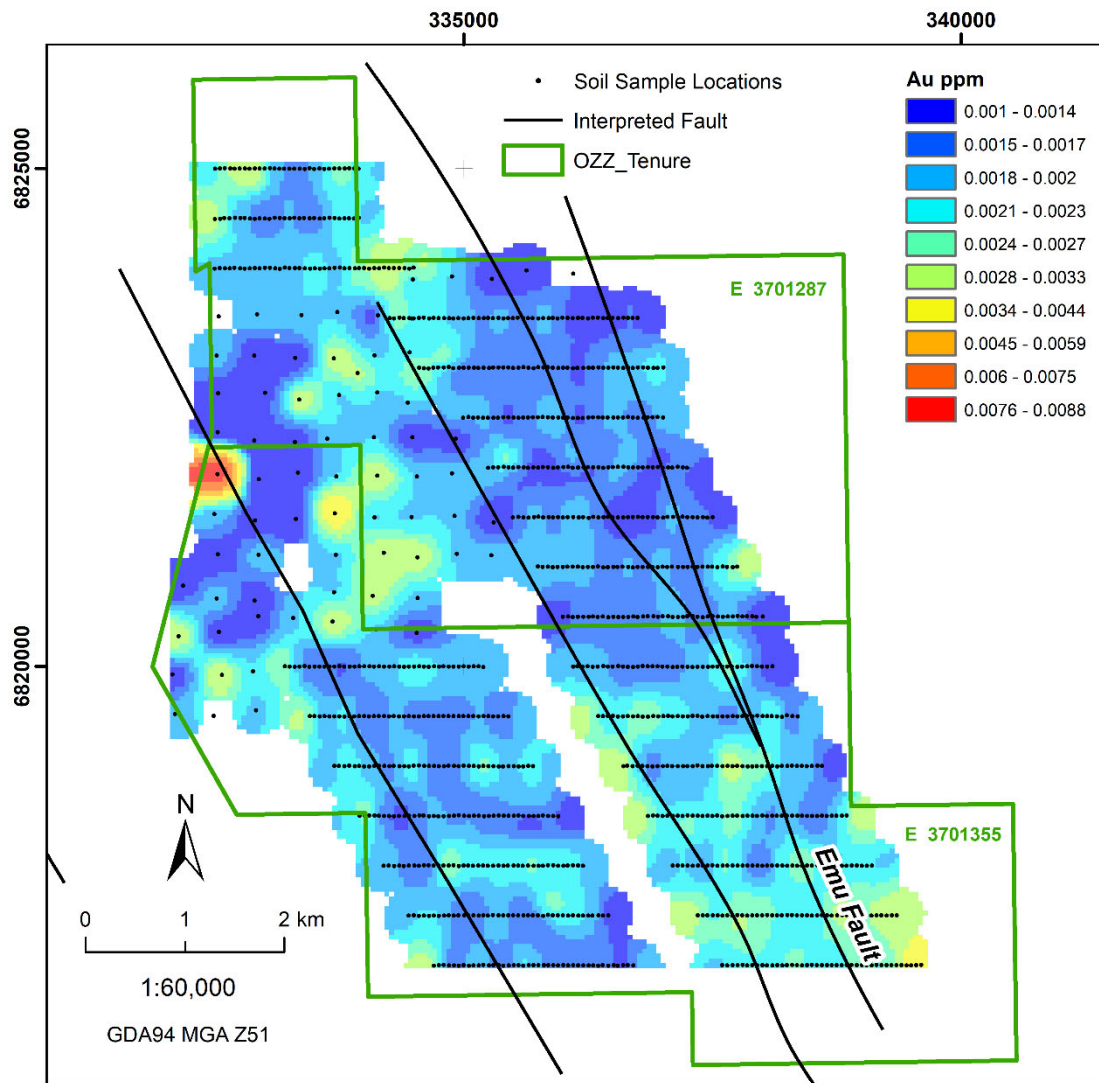 335000
340000
Soil Sample Locations
Interpreted Fault
OZZ_Tenure
Au ppm
0.001 - 0.0014
0.0015 - 0.0017
0.0018 - 0.002
0.0021 - 0.0023
0.0024 - 0.0027
0.0028 - 0.0033
0.0034 - 0.0044
0.0045 - 0.0059
0.006 - 0.0075
0.0076 - 0.0088
6825000
E 3701287
6820000
E 3701355
Emu Fault
N
0 1 2 km
1:60,000
GDA94 MGA Z51